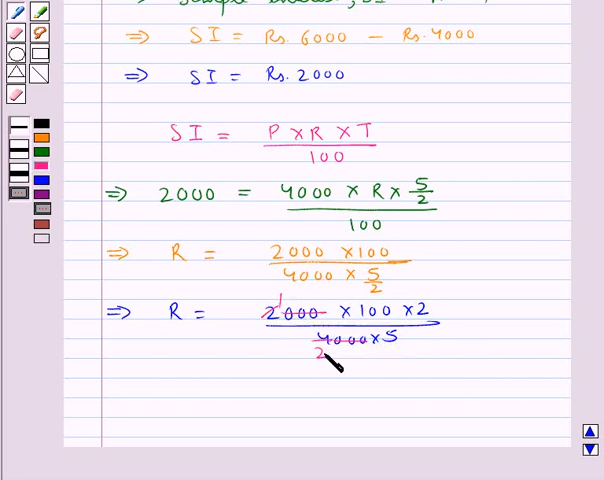 ⇒ SI = Rs. 6000 - Rs. 4000
⇒ SI = Rs. 2000
SI = P × R × T
100
⇒ 2000 = 4000 × R × 5/2
100
⇒ R = 2000 × 100
4000 × 5/2
1
⇒ R = 2000 × 100 × 2
4000 × 5
2